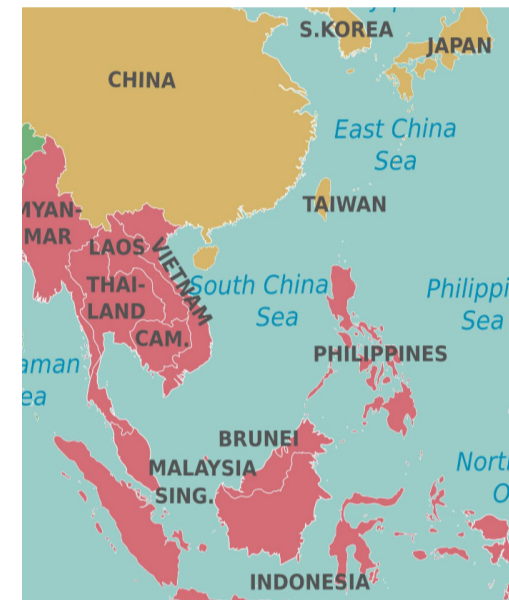 S.KOREA
JAPAN
CHINA
East China
Sea
TAIWAN
MYAN-
MAR
LAOS
VIETNAM
THAI-
LAND
South China
Sea
Philippi
Sea
CAM.
PHILIPPINES
aman
ea
BRUNEI
MALAYSIA
SING.
Nort
O
INDONESIA